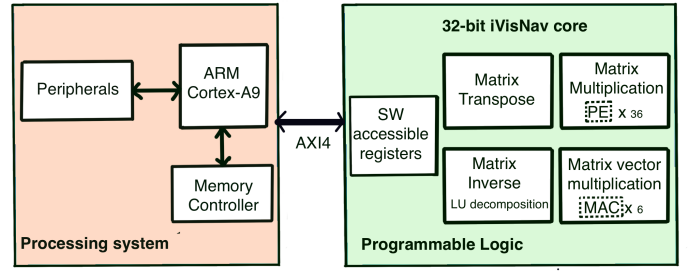 Peripherals
ARM
Cortex-A9
Memory
Controller
Processing system
AXI4
32-bit iVisNav core
SW
accessible
registers
Matrix
Transpose
Matrix
Multiplication
PE x 36
Matrix
Inverse
LU decomposition
Matrix vector
multiplication
MAC x 6
Programmable Logic